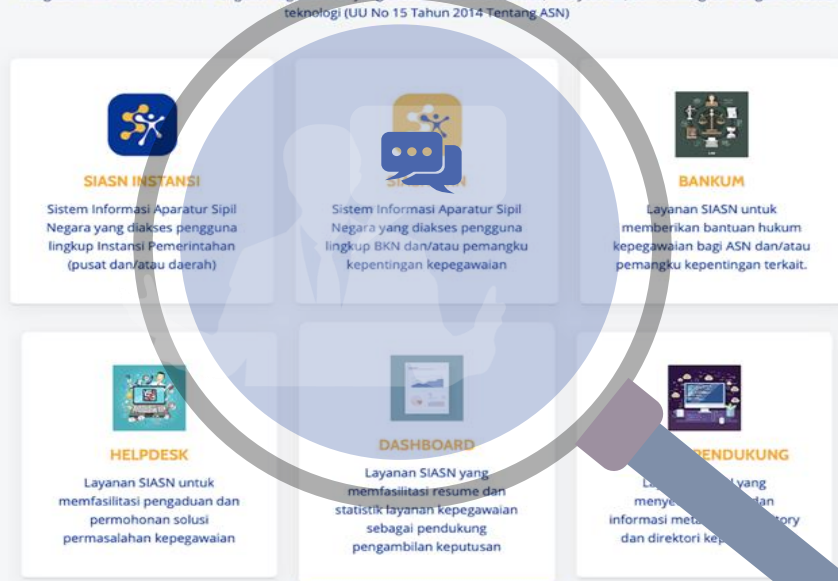 teknologi (UU No 15 Tahun 2014 Tentang ASN)
SIASN INSTANSI
Sistem Informasi Aparatur Sipil
Negara yang diakses pengguna
lingkup Instansi Pemerintahan
(pusat dan/atau daerah)
Sistem Informasi Aparatur Sipil
Negara yang diakses pengguna
lingkup BKN dan/atau pemangku
kepentingan kepegawaian
BANKUM
Layanan SIASN untuk
memberikan bantuan hukum
kepegawaian bagi ASN dan/atau
pemangku kepentingan terkait.
HELPDESK
Layanan SIASN untuk
memfasilitasi pengaduan dan
permohonan solusi
permasalahan kepegawaian
DASHBOARD
Layanan SIASN yang
memfasilitasi resume dan
statistik layanan kepegawaian
sebagai pendukung
pengambilan keputusan
PENDUKUNG
yang
informasi
dan direktori